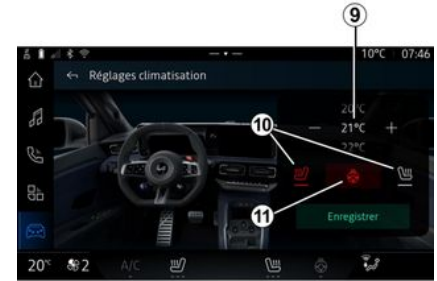 9
10°C 07:46
Réglages climatisation
20°C
10
— 21°C +
22°C
11
Enregistrer
20°C 2 A/C